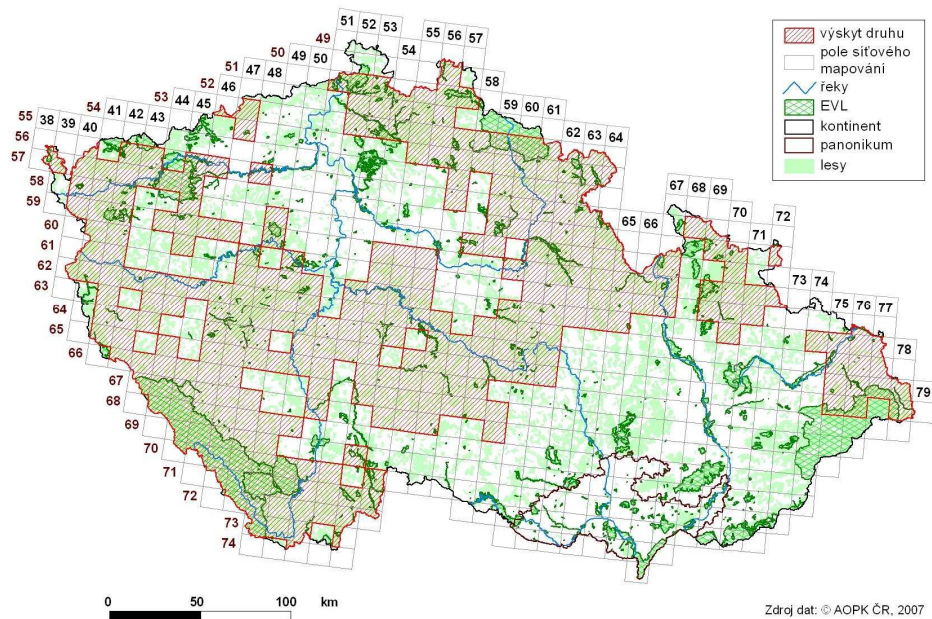 51 52 53 54 55 56 57 58 59 60 61 62 63 64 65 66 67 68 69 70 71 72 73 74 75 76 77 78 79
49
50 49 50
51 47 48
52 46
53 44 45
54 41 42 43
55 38 39 40
56
57
58
59
60
61
62
63
64
65
66
67
68
69
70
71
72
73
74
výskyt druhu
pole síťového
mapování
řeky
EVL
kontinent
panonikum
lesy
0 50 100 km
Zdroj dat: © AOPK ČR, 2007